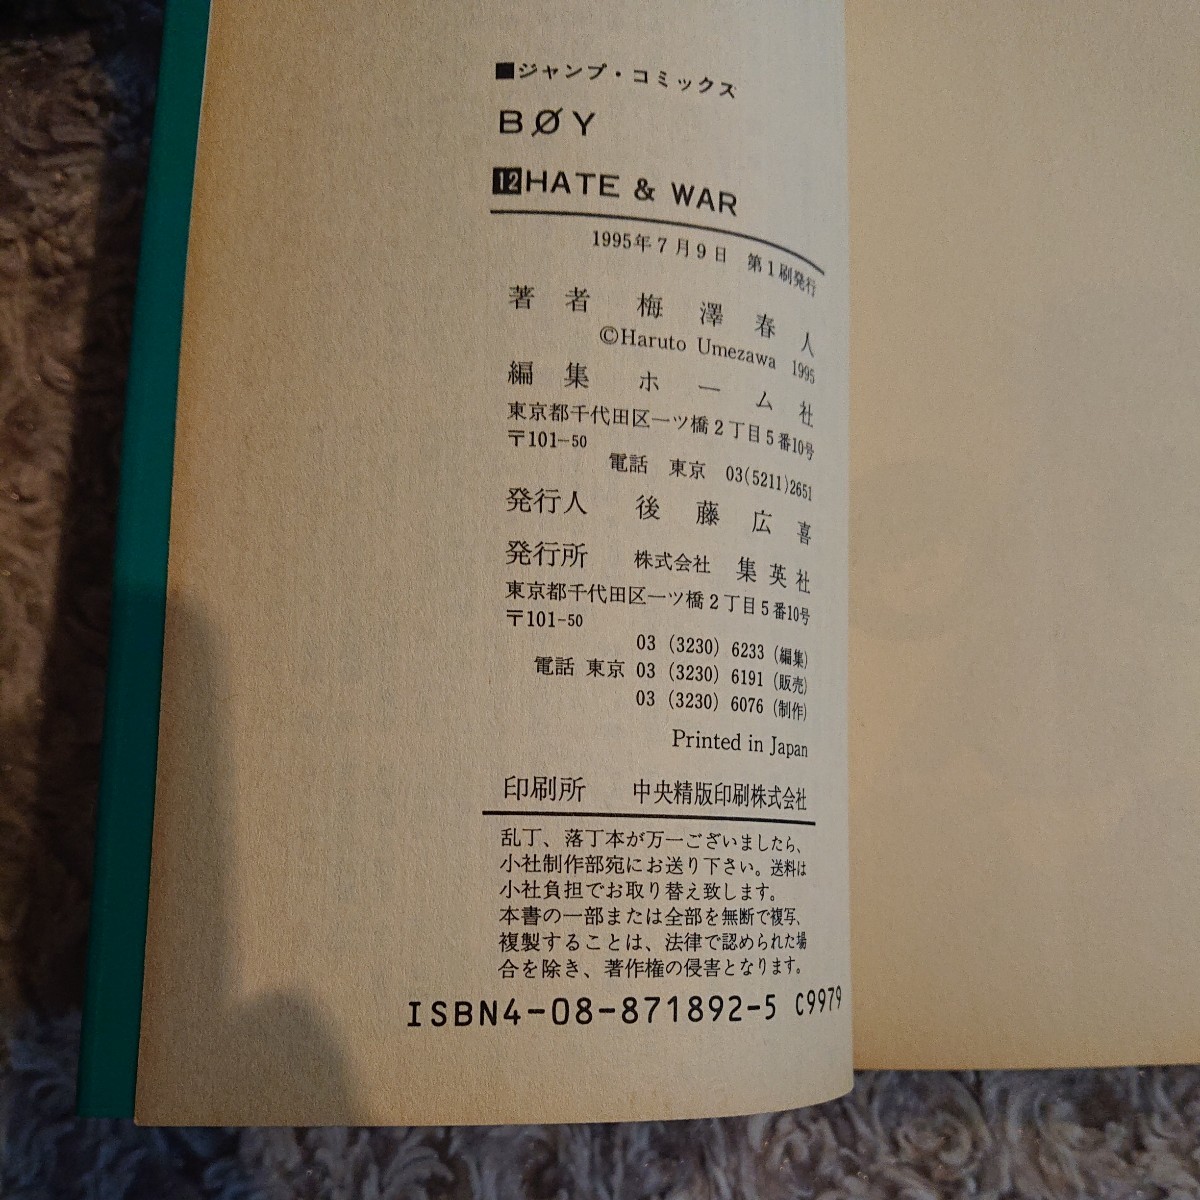 ■ジャンプ・コミックス
BØY
12 HATE & WAR
1995年7月9日 第1刷発行
著者 梅澤春人
©Haruto Umezawa 1995
編集 ホーム社
東京都千代田区一ツ橋2丁目5番10号
〒101-50
電話 東京 03(5211)2651
発行人 後藤広喜
発行所 株式会社 集英社
東京都千代田区一ツ橋2丁目5番10号
〒101-50
03 (3230) 6233 (編集)
電話 東京 03 (3230) 6191 (販売)
03 (3230) 6076 (制作)
Printed in Japan
印刷所 中央精版印刷株式会社
乱丁、落丁本が万一ございましたら、
小社制作部宛にお送り下さい。送料は
小社負担でお取り替え致します。
本書の一部または全部を無断で複写、
複製することは、法律で認められた場
合を除き、著作権の侵害となります。
ISBN4-08-871892-5 C9979